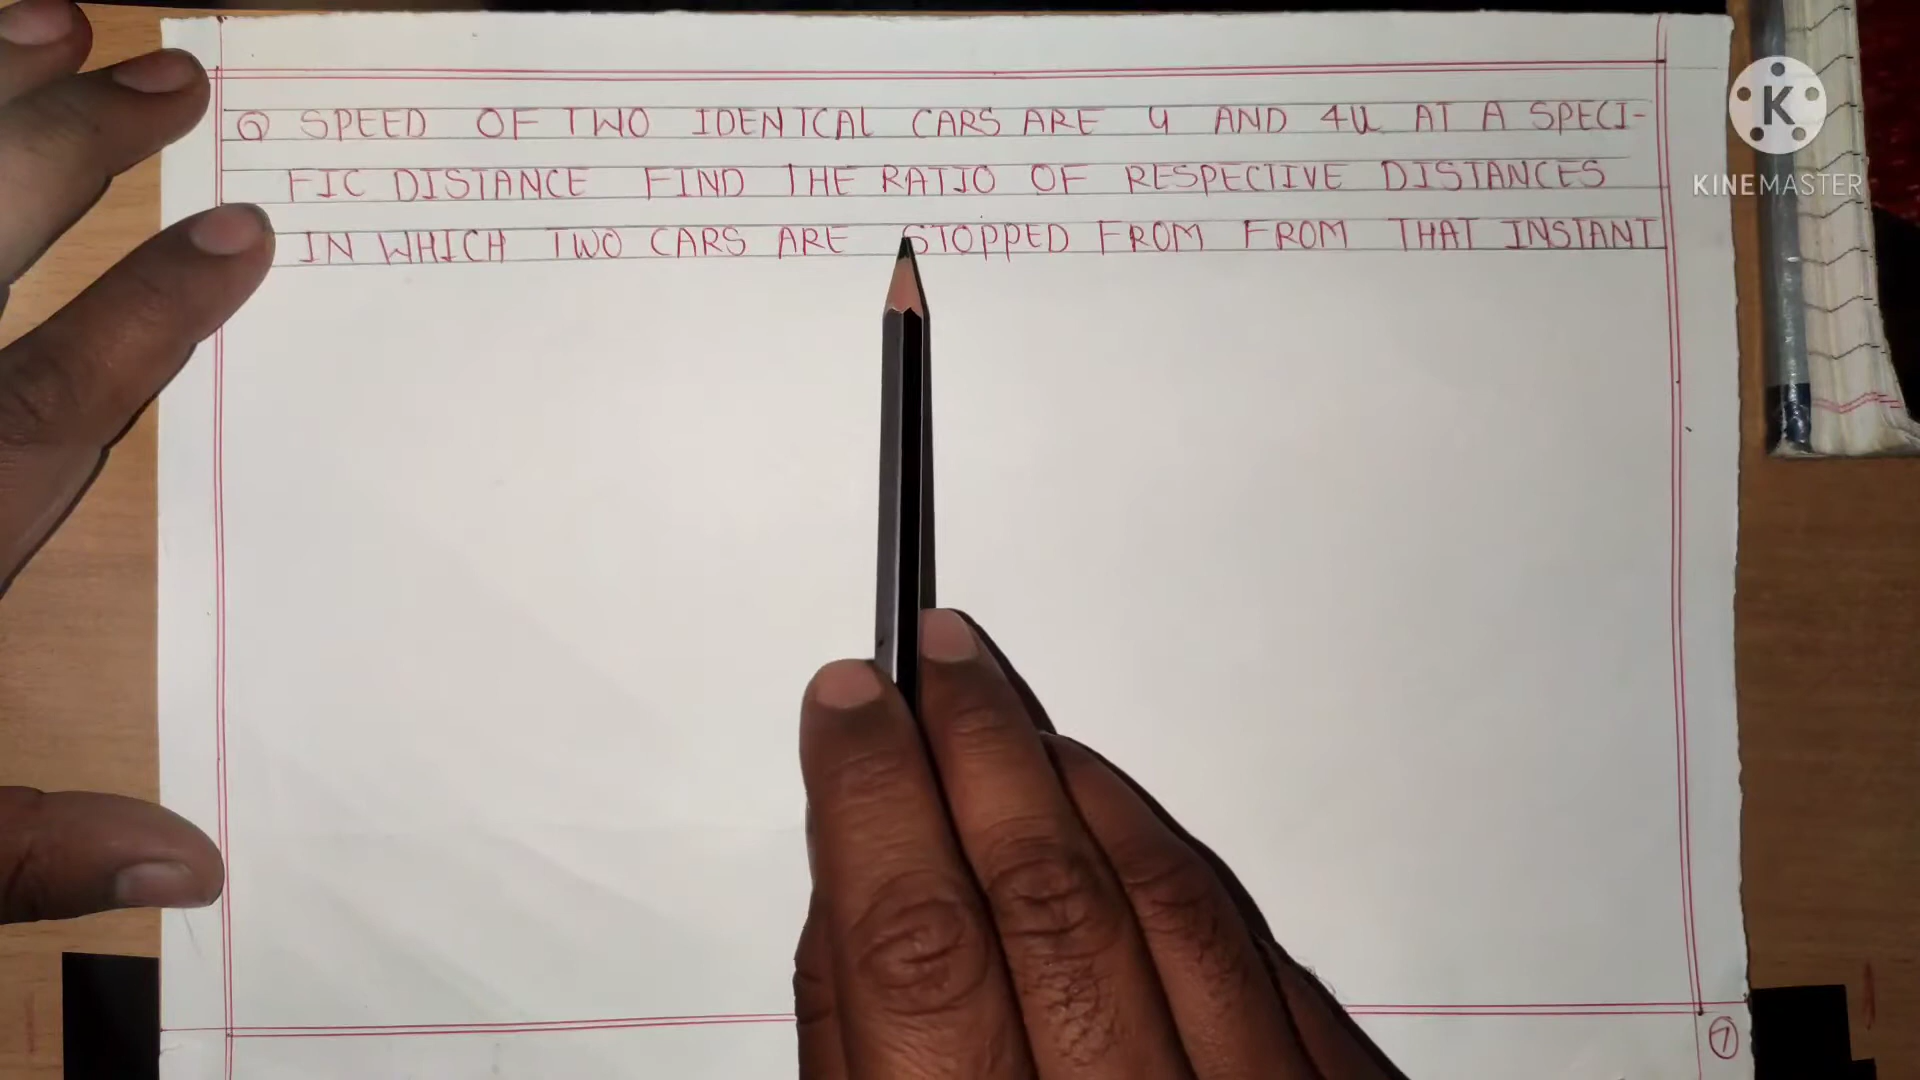 Q SPEED OF TWO IDENTCAL CARS ARE U AND 4U AT A SPECI-
FIC DISTANCE FIND THE RATIO OF RESPECTIVE DISTANCES
IN WHICH TWO CARS ARE STOPPED FROM FROM THAT INSTANT
K
KINEMASTER
7